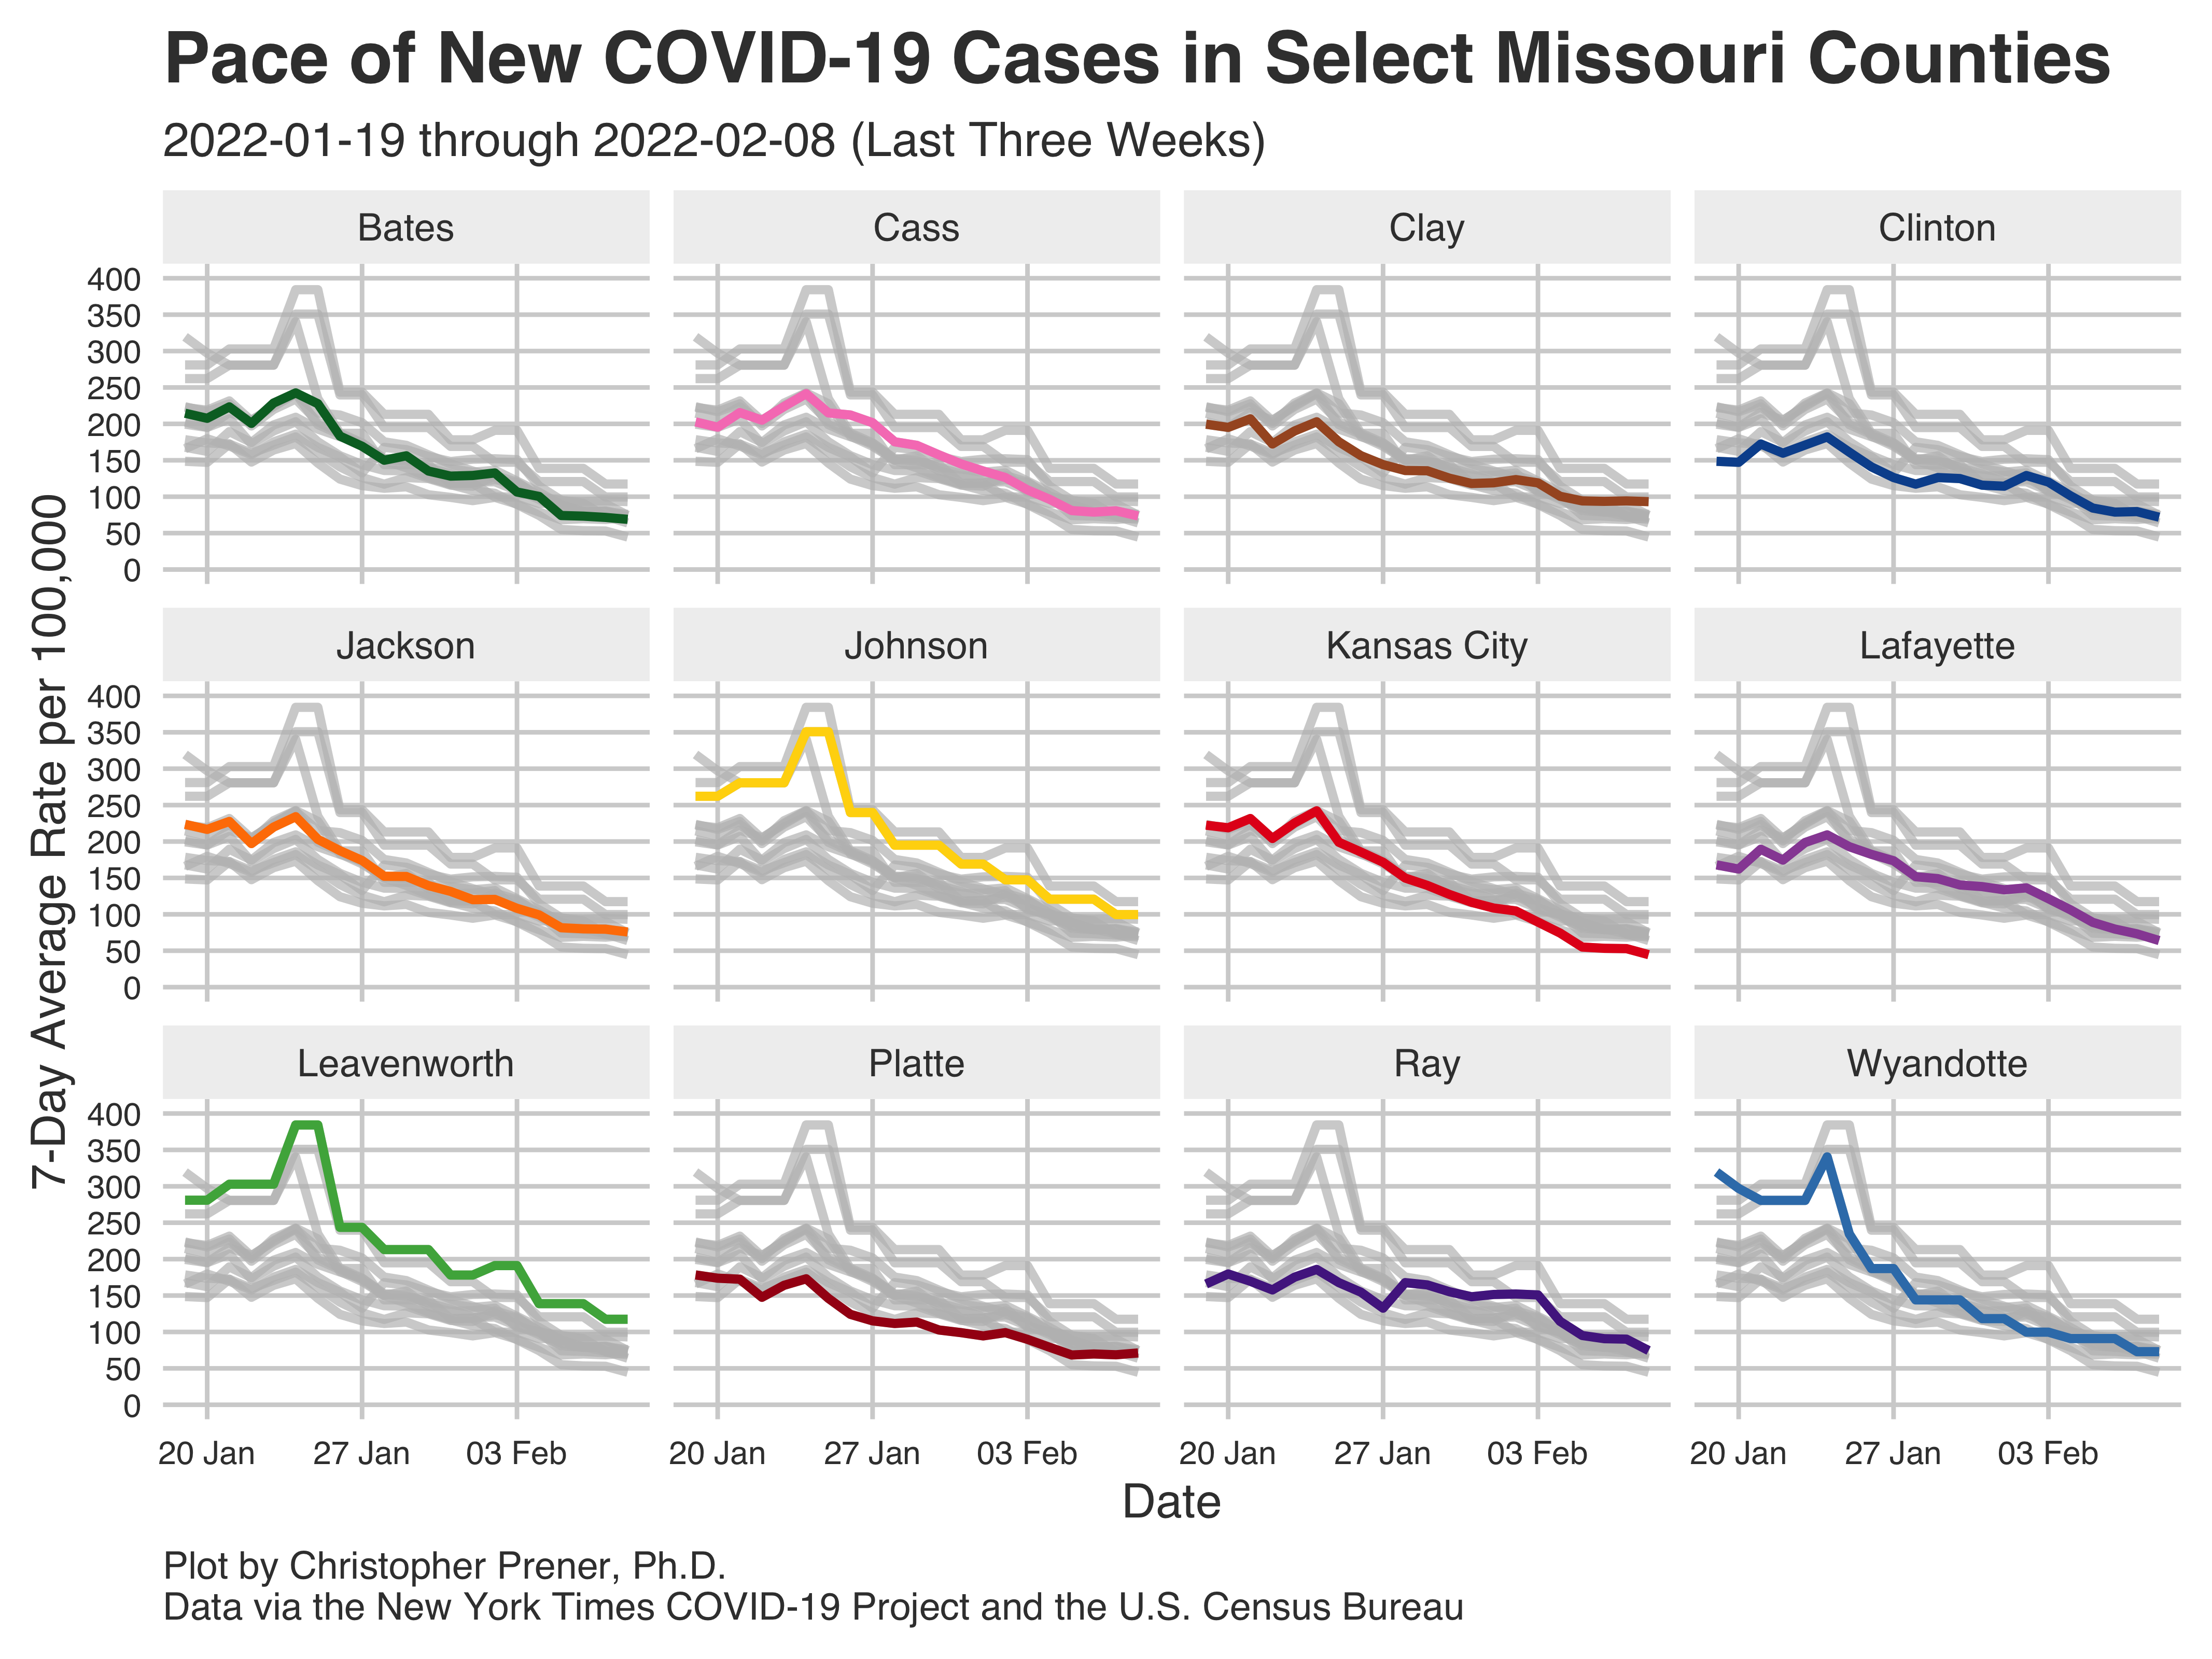 Pace of New COVID-19 Cases in Select Missouri Counties
2022-01-19 through 2022-02-08 (Last Three Weeks)
7-Day Average Rate per 100,000
Bates
Cass
Clay
Clinton
400
350
300
250
200
150
100
50
0
Jackson
Johnson
Kansas City
Lafayette
400
350
300
250
200
150
100
50
0
Leavenworth
Platte
Ray
Wyandotte
400
350
300
250
200
150
100
50
0
20 Jan 27 Jan 03 Feb 20 Jan 27 Jan 03 Feb 20 Jan 27 Jan 03 Feb 20 Jan 27 Jan 03 Feb
Date
Plot by Christopher Prener, Ph.D.
Data via the New York Times COVID-19 Project and the U.S. Census Bureau